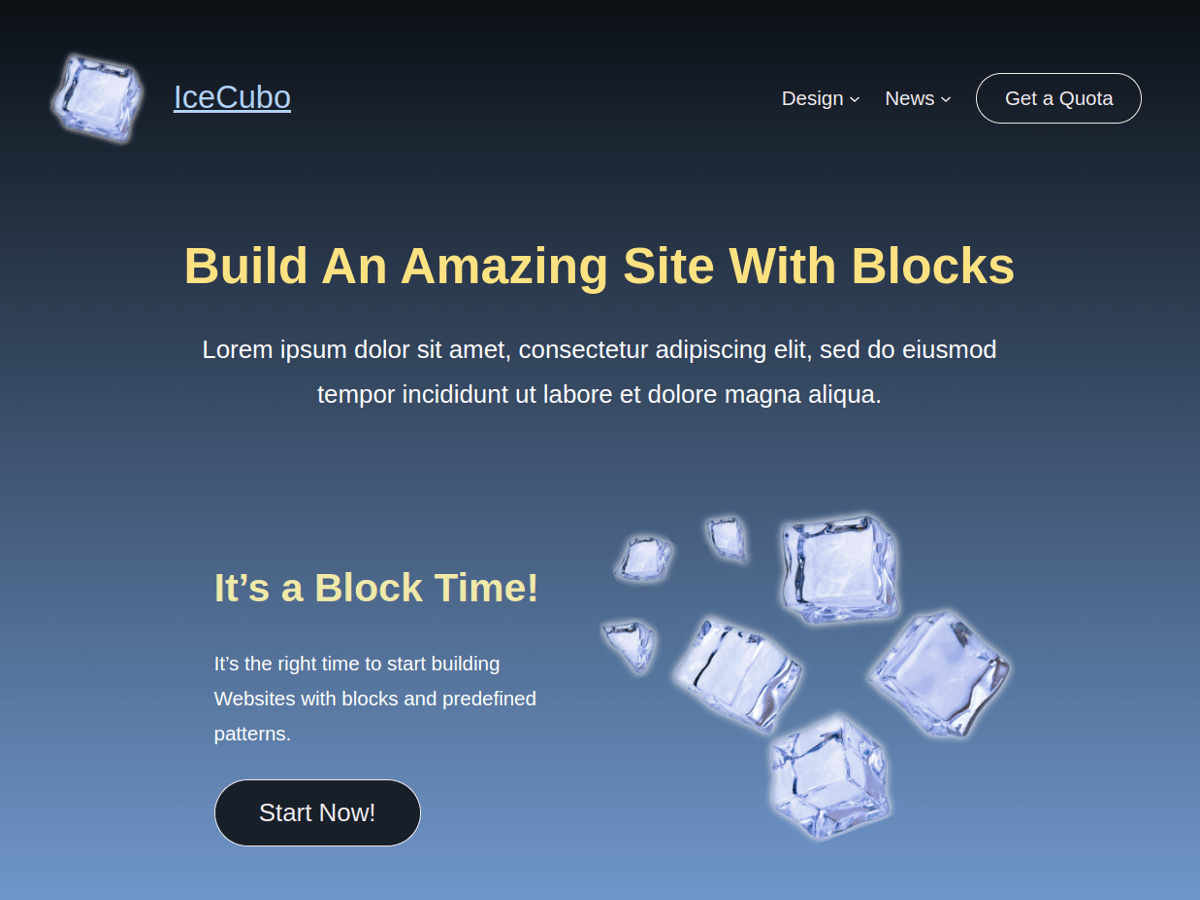 IceCubo
Design
News
Get a Quota
Build An Amazing Site With Blocks
Lorem ipsum dolor sit amet, consectetur adipiscing elit, sed do eiusmod
tempor incididunt ut labore et dolore magna aliqua.
It’s a Block Time!
It’s the right time to start building
Websites with blocks and predefined
patterns.
Start Now!